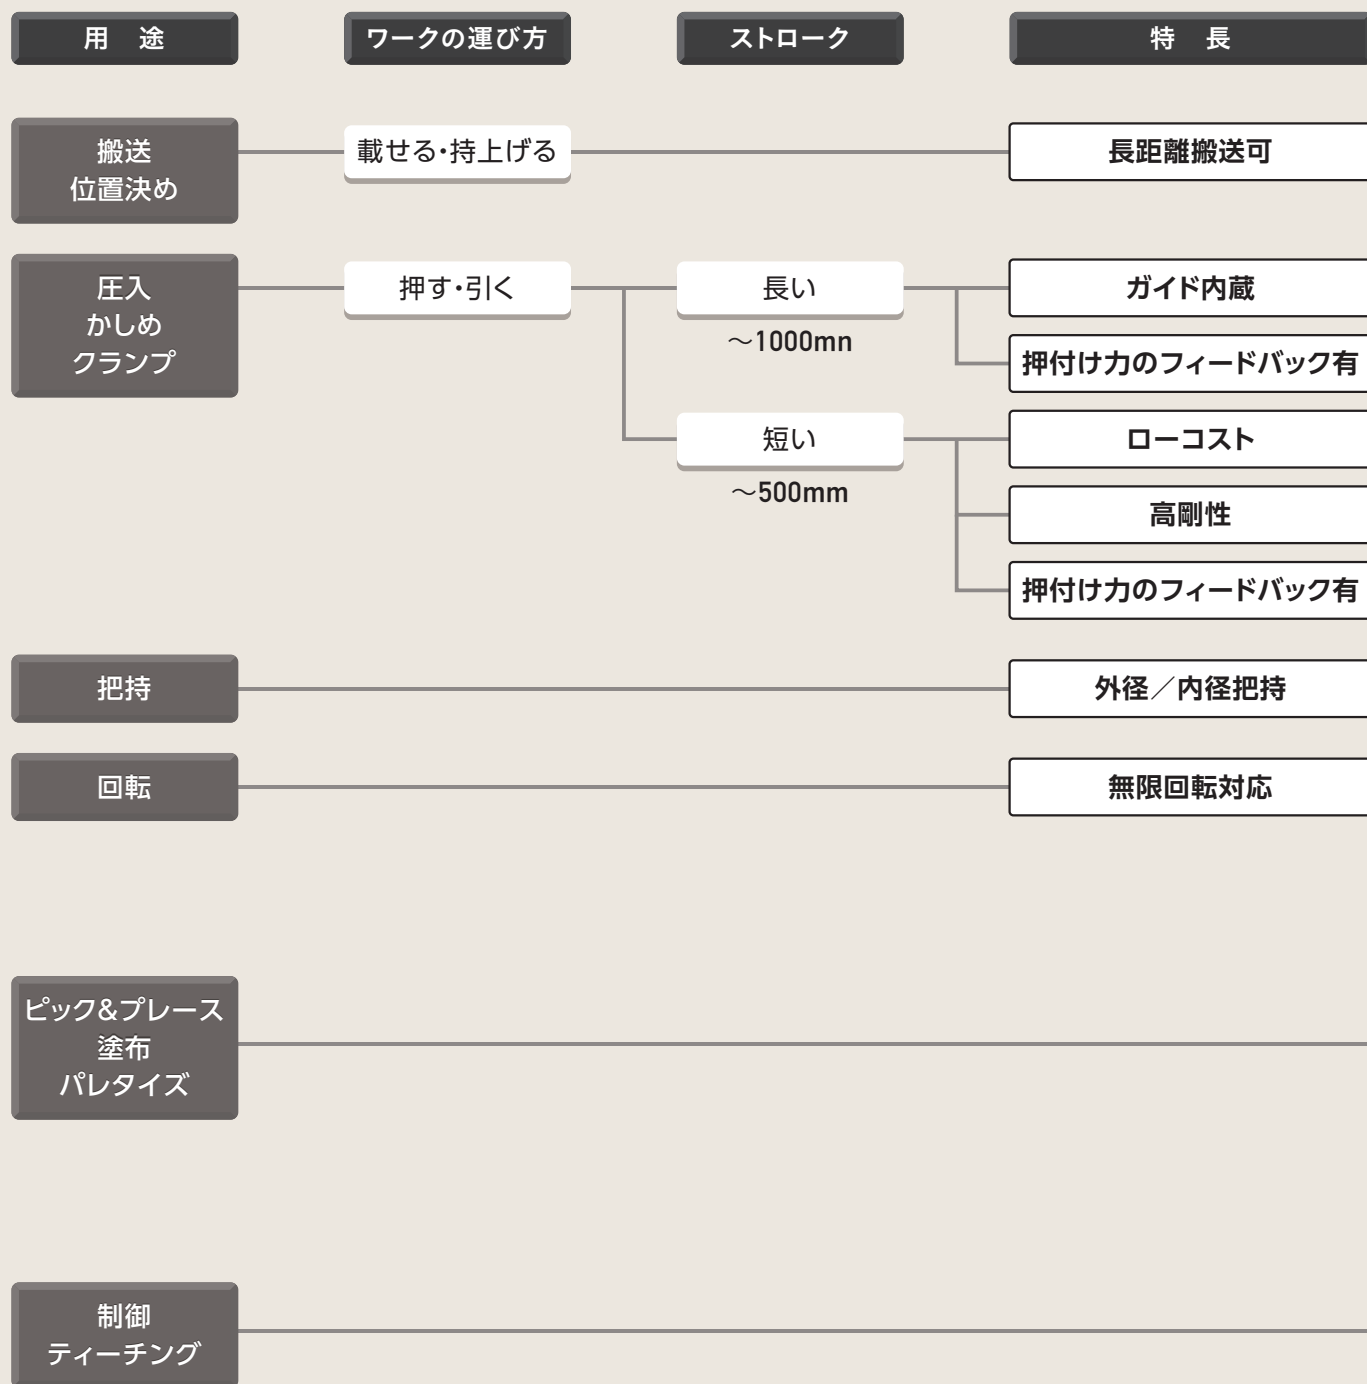 用 途
ワークの運び方
ストローク
特 長
搬送
位置決め
載せる・持上げる
長距離搬送可
圧入
かしめ
クランプ
押す・引く
長い
～1000mn
ガイド内蔵
押付け力のフィードバック有
短い
～500mm
ローコスト
高剛性
押付け力のフィードバック有
把持
外径／内径把持
回転
無限回転対応
ピック&プレース
塗布
パレタイズ
制御
ティーチング